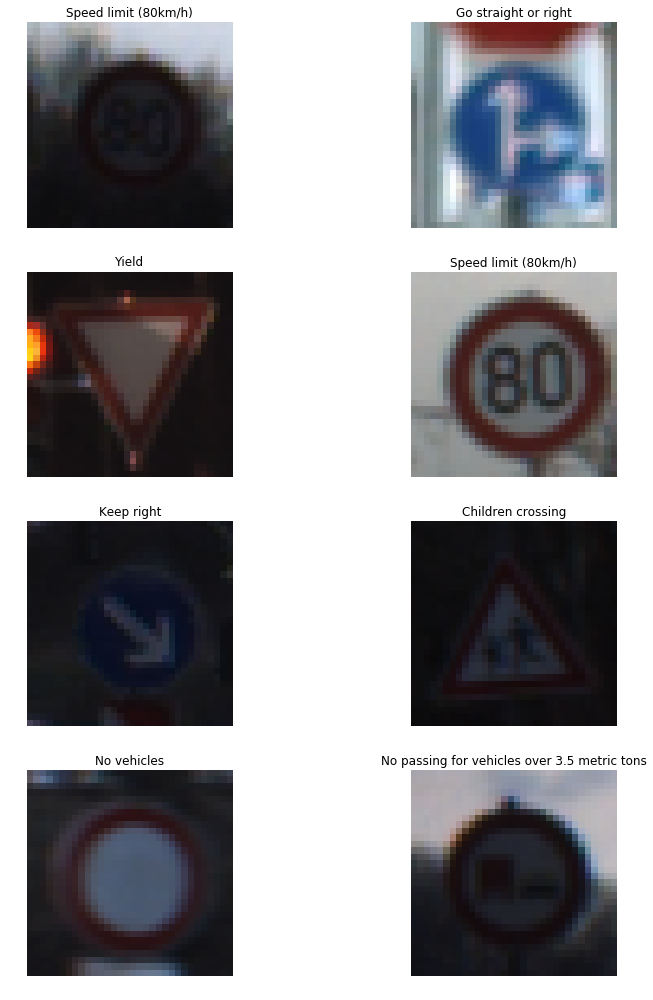 Speed limit (80km/h)
Go straight or right
80
Yield
Speed limit (80km/h)
80
Keep right
Children crossing
No vehicles
No passing for vehicles over 3.5 metric tons